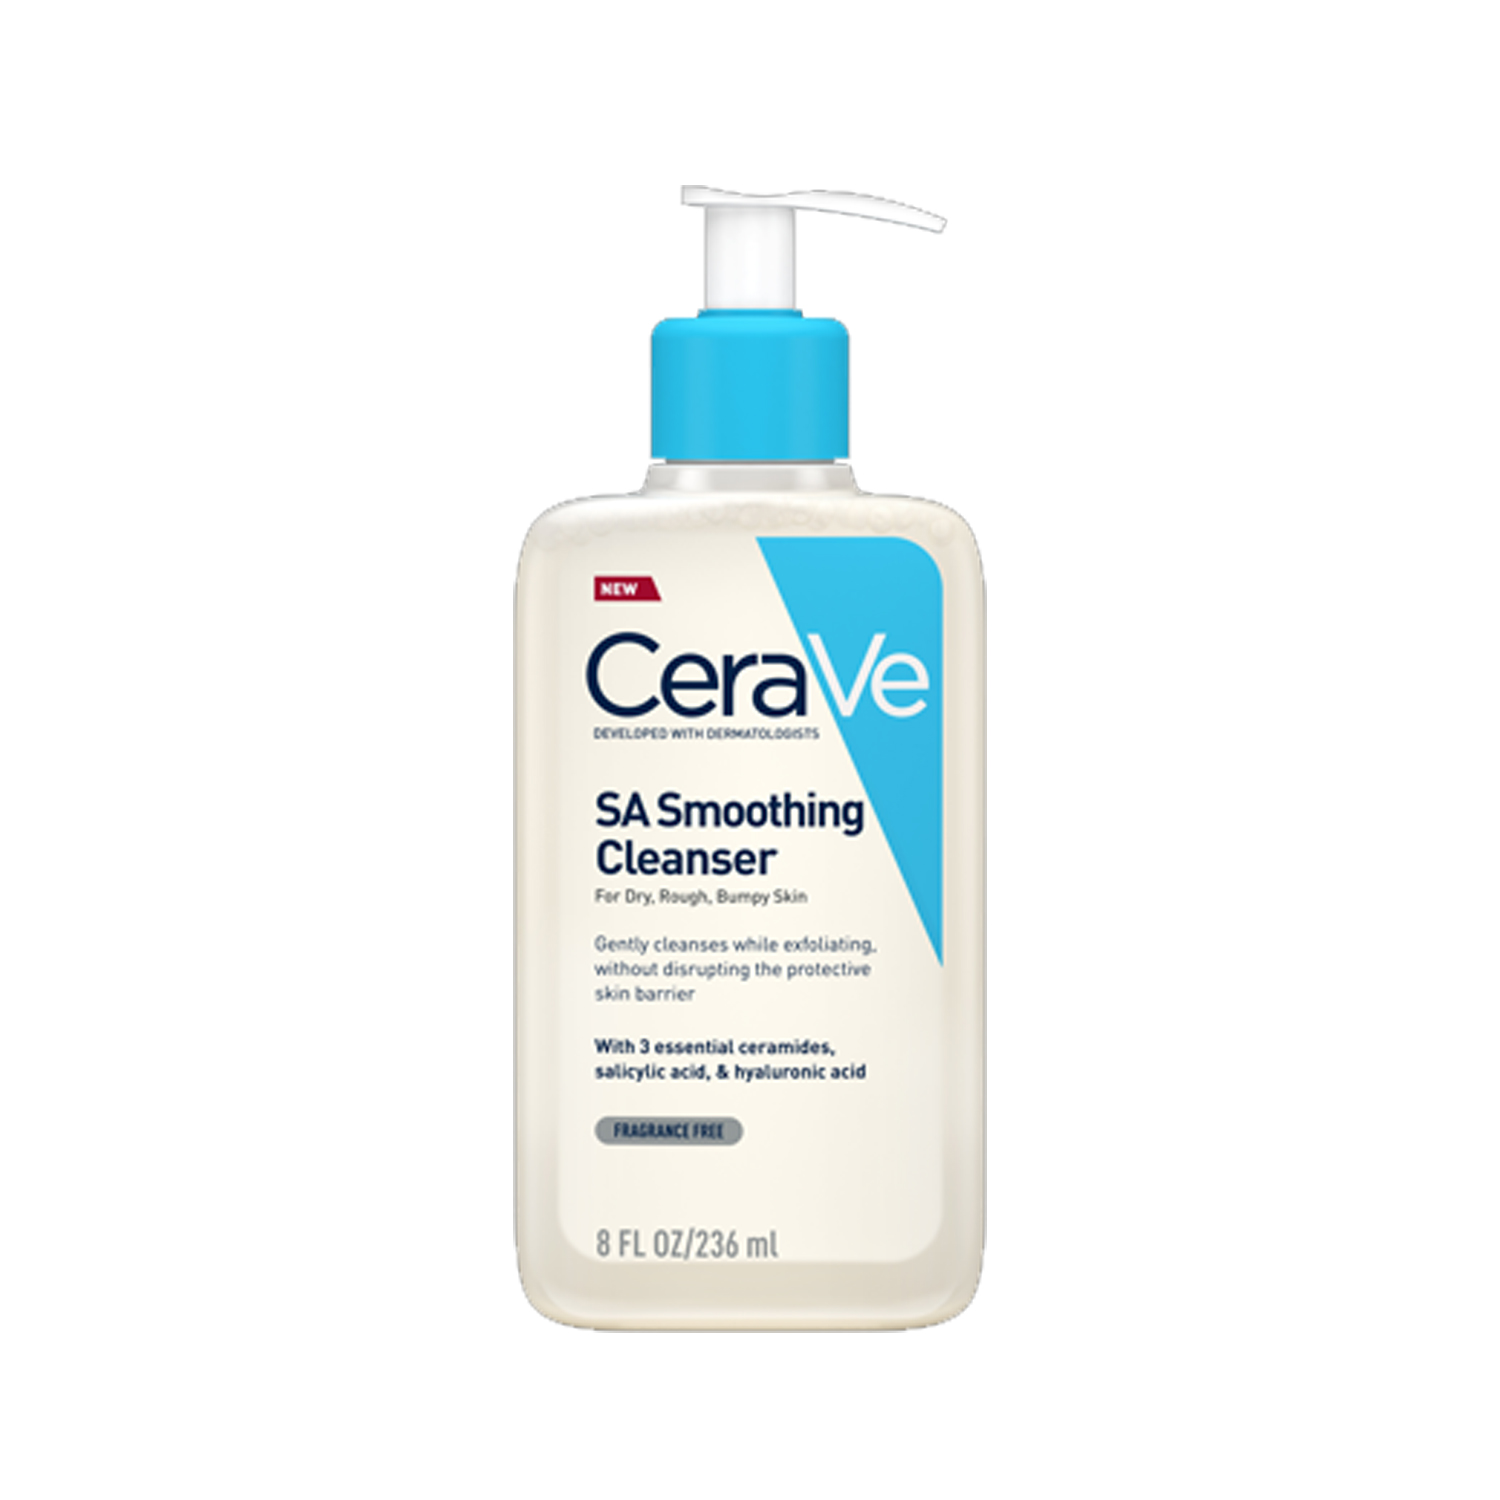 NEW
CeraVe
DEVELOPED WITH DERMATOLOGISTS
SA Smoothing
Cleanser
For Dry, Rough, Bumpy Skin
Gently cleanses while exfoliating,
without disrupting the protective
skin barrier
With 3 essential ceramides,
salicylic acid, & hyaluronic acid
FRAGRANCE FREE
8 FL OZ/236 ml